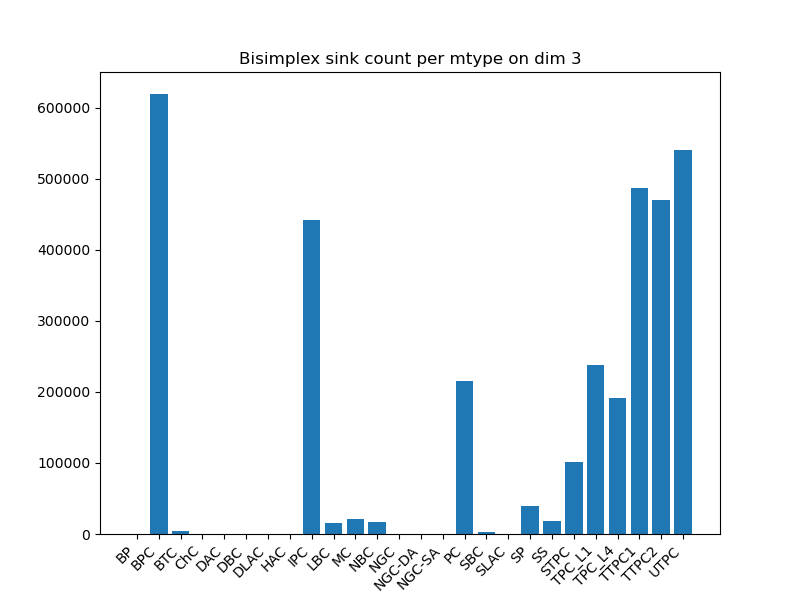 Bisimplex sink count per mtype on dim 3
600000
500000
400000
300000
200000
100000
0
BP
BPC
BTC
ChC
DAC
DBC
DLAC
HAC
IPC
LBC
MC
NBC
NGC
NGC-DA
NGC-SA
PC
SBC
SLAC
SP
SS
STPC
TPC_L1
TPC_L4
TTPC1
TTPC2
UTPC